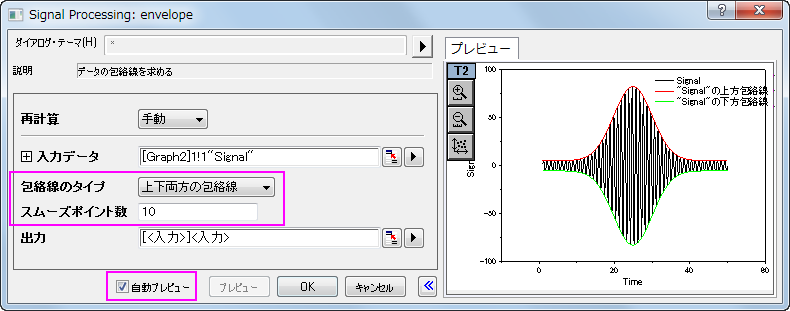 Signal Processing: envelope
ダイアログ・テーマ(H) *
説明 データの包絡線を求める
再計算 手動
入力データ [Graph2]1!1"Signal"
包絡線のタイプ 上下両方の包絡線
スムーズポイント数 10
出力 [<入力>]<入力>
自動プレビュー プレビュー OK キャンセル
プレビュー
T2
Signal
"Signal"の上方包絡線
"Signal"の下方包絡線
100
50
0
-50
-100
0 20 40 60
Time